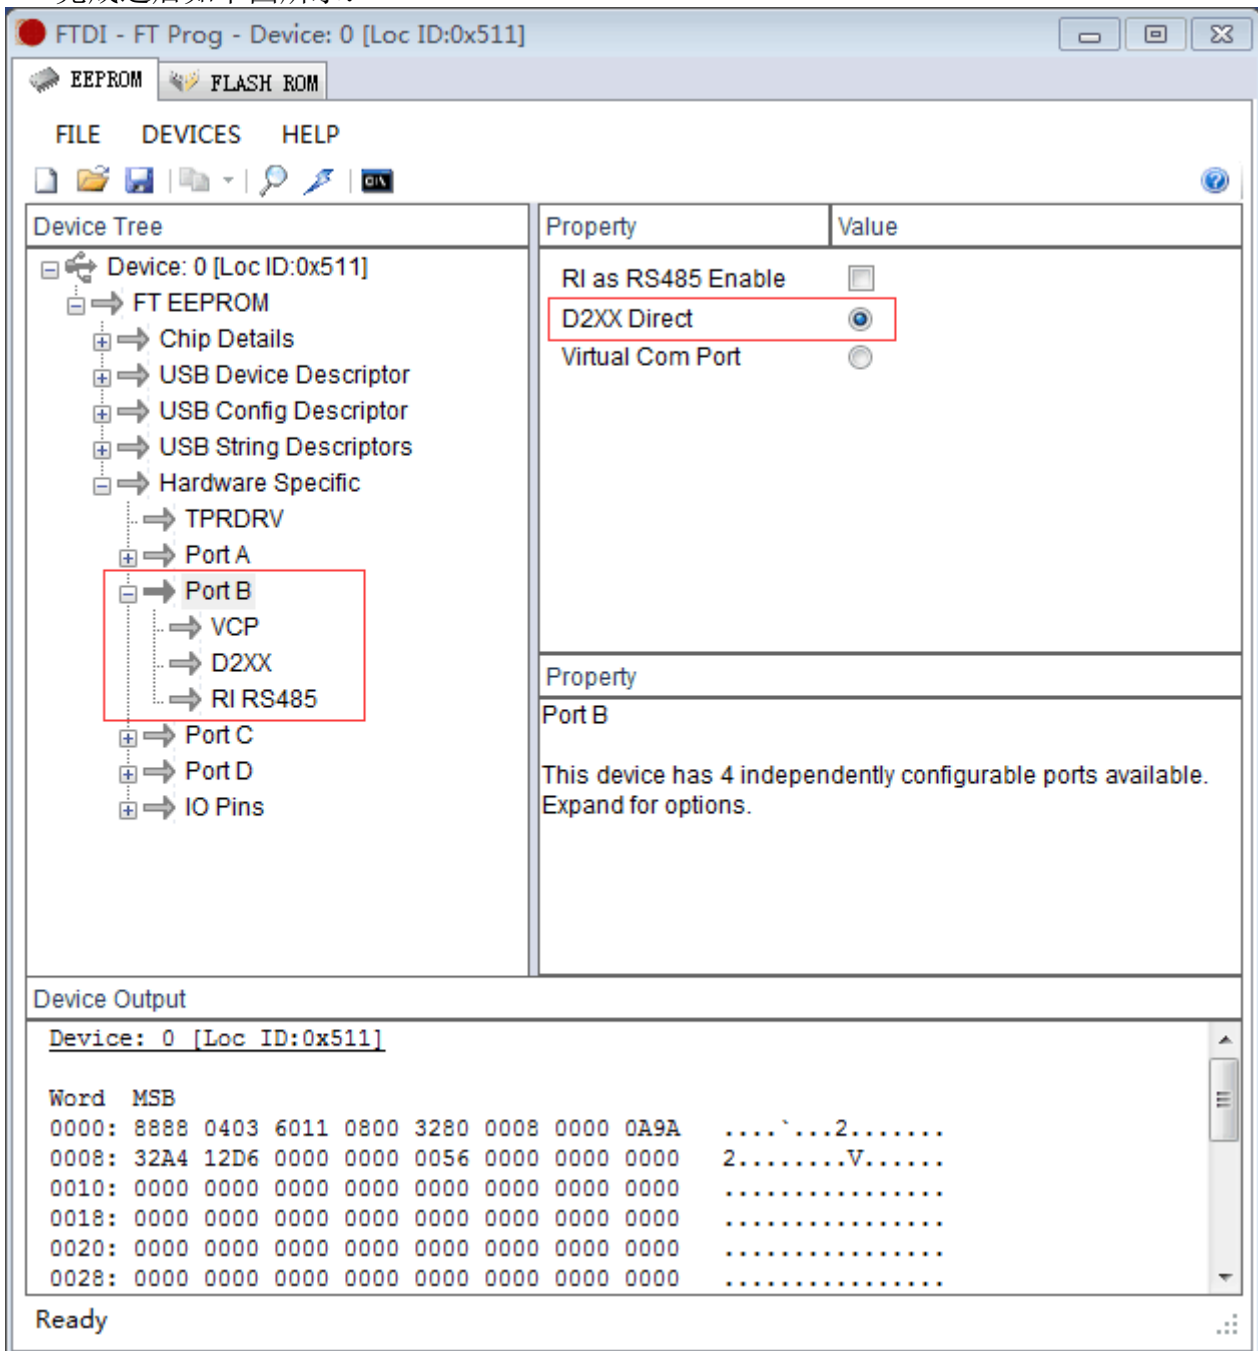 FTDI - FT Prog - Device: 0 [Loc ID:0x511]
EEPROM FLASH ROM
FILE DEVICES HELP
Device Tree
Device: 0 [Loc ID:0x511]
FT EEPROM
Chip Details
USB Device Descriptor
USB Config Descriptor
USB String Descriptors
Hardware Specific
TPRDRV
Port A
Port B
VCP
D2XX
RI RS485
Port C
Port D
IO Pins
Property Value
RI as RS485 Enable
D2XX Direct
Virtual Com Port
Property
Port B
This device has 4 independently configurable ports available.
Expand for options.
Device Output
Device: 0 [Loc ID:0x511]
Word MSB
0000: 8888 0403 6011 0800 3280 0008 0000 0A9A ....`...2.......
0008: 32A4 12D6 0000 0000 0056 0000 0000 0000 2........V......
0010: 0000 0000 0000 0000 0000 0000 0000 0000 ................
0018: 0000 0000 0000 0000 0000 0000 0000 0000 ................
0020: 0000 0000 0000 0000 0000 0000 0000 0000 ................
0028: 0000 0000 0000 0000 0000 0000 0000 0000 ................
Ready